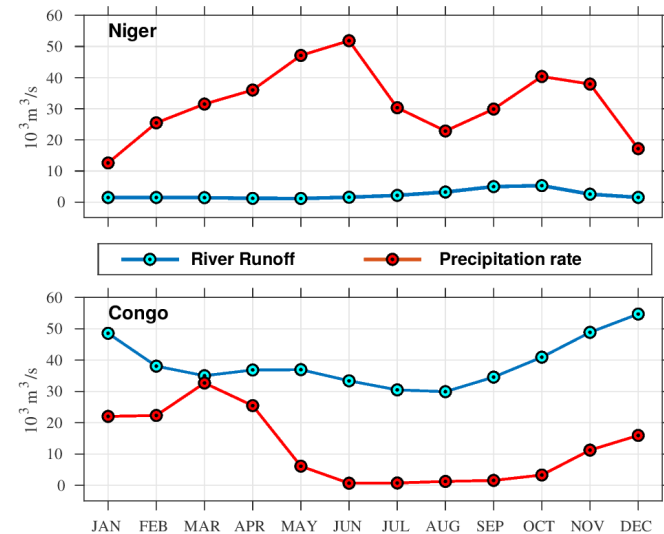 Niger
60
50
40
30
20
10
0
10³ m³/s
River Runoff Precipitation rate
Congo
60
50
40
30
20
10
0
10³ m³/s
JAN FEB MAR APR MAY JUN JUL AUG SEP OCT NOV DEC